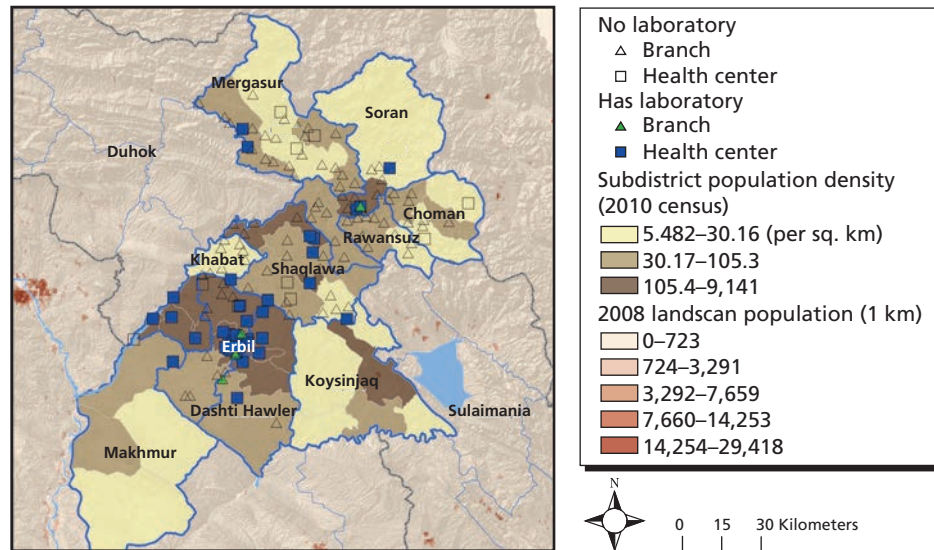 Mergasur
Soran
Duhok
Choman
Rawansuz
Khabat
Shaqlawa
Erbil
Koysinjaq
Dashti Hawler
Sulaimania
Makhmur
No laboratory
Branch
Health center
Has laboratory
Branch
Health center
Subdistrict population density
(2010 census)
5.482–30.16 (per sq. km)
30.17–105.3
105.4–9,141
2008 landscan population (1 km)
0–723
724–3,291
3,292–7,659
7,660–14,253
14,254–29,418
N
0 15 30 Kilometers